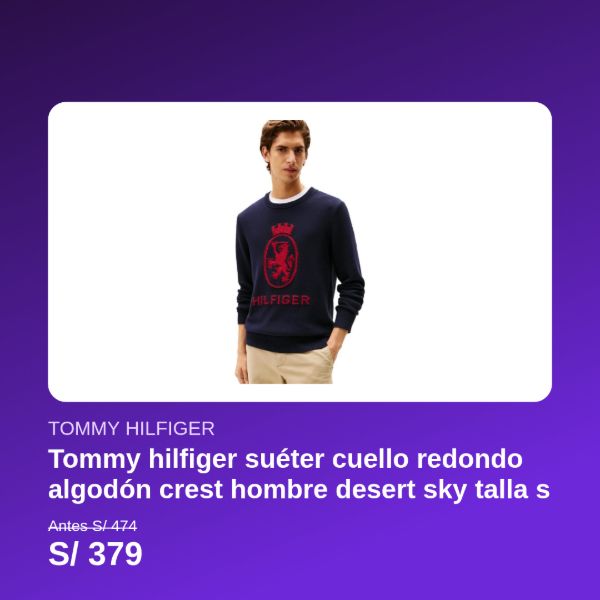 HILFIGER
TOMMY HILFIGER
Tommy hilfiger suéter cuello redondo
algodón crest hombre desert sky talla s
Antes S/ 474
S/ 379